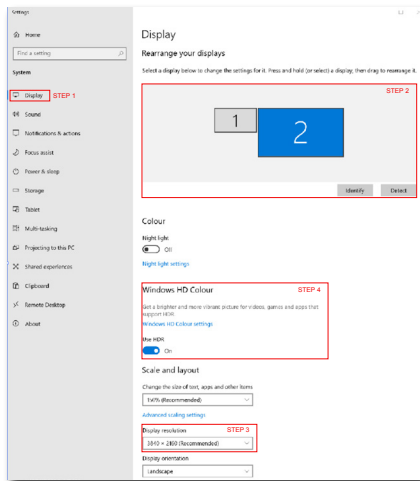 Settings
Home
Find a setting
System
Display STEP 1
Sound
Notifications & actions
Focus assist
Power & sleep
Storage
Tablet
Multi-tasking
Projecting to this PC
Shared experiences
Clipboard
Remote Desktop
About
Display
Rearrange your displays
Select a display below to change the settings for it. Press and hold (or select) a display, then drag to rearrange it.
STEP 2
1
2
Identify
Detect
Colour
Night light
Off
Night light settings
Windows HD Colour STEP 4
Get a brighter and more vibrant picture for videos, games and apps that
support HDR.
Windows HD Colour settings
Use HDR
On
Scale and layout
Change the size of text, apps and other items
(Recommended)
Advanced scaling settings
Display resolution STEP 3
3840 × 2160 (Recommended)
Display orientation
Landscape